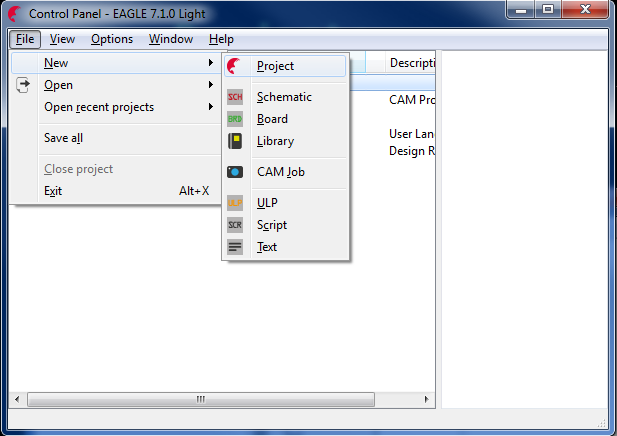 Control Panel - EAGLE 7.1.0 Light
File View Options Window Help
New
Open
Open recent projects
Save all
Close project
Exit Alt+X
Project
SCH Schematic
BRD Board
Library
CAM Job
ULP ULP
SCR Script
Text
Descripti
CAM Pro
User Lan
Design R